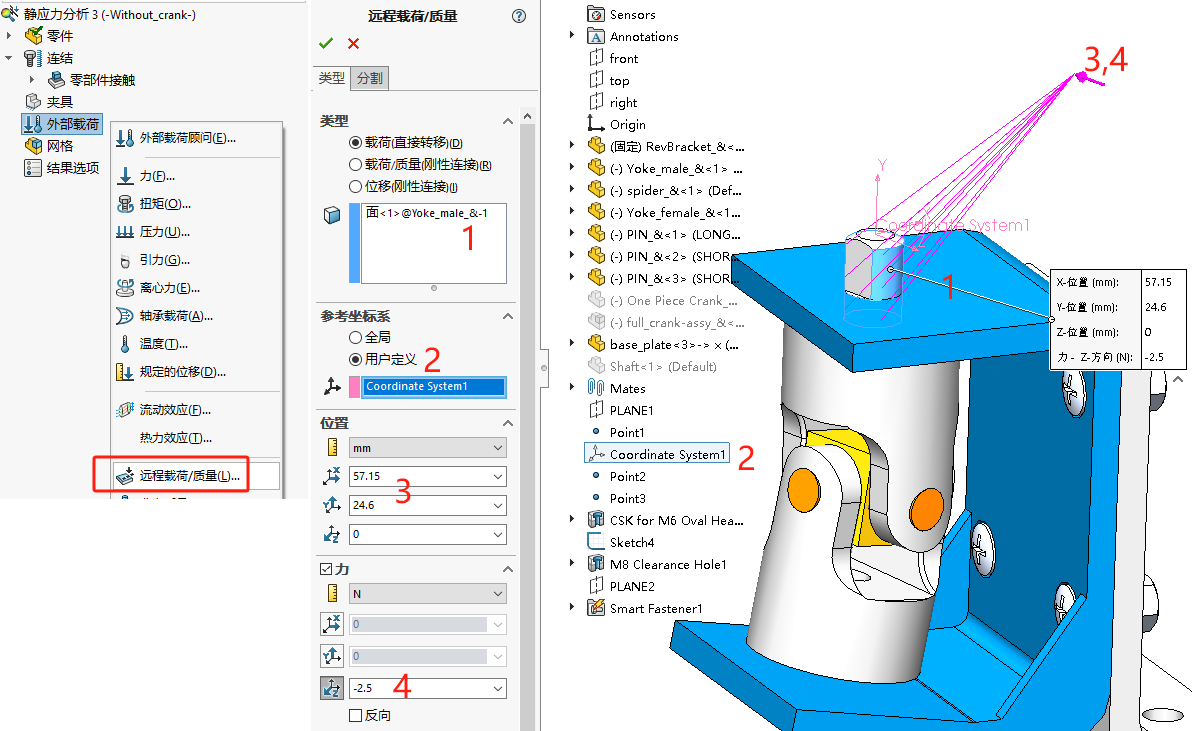 静应力分析 3 (-Without_crank-)
零件
连结
零部件接触
夹具
外部载荷
网格
结果选项
外部载荷顾问(E)...
力(F)...
扭矩(O)...
压力(U)...
引力(G)...
离心力(E)...
轴承载荷(A)...
温度(T)...
规定的位移(D)...
流动效应(F)...
热力效应(T)...
远程载荷/质量(L)...
远程载荷/质量
类型
分割
类型
载荷(直接转移)(D)
载荷/质量(刚性连接)(R)
位移(刚性连接)(I)
面<1>@Yoke_male_&-1
1
参考坐标系
全局
用户定义
2
Coordinate System1
位置
mm
57.15
3
24.6
0
力
N
0
0
-2.5
4
反向
Sensors
Annotations
front
top
right
Origin
(固定) RevBracket_&<...
(-) Yoke_male_&<1> ...
(-) spider_&<1> (Def...
(-) Yoke_female_&<1...
(-) PIN_&<1> (LONG...
(-) PIN_&<2> (SHOR...
(-) PIN_&<3> (SHOR...
(-) One Piece Crank_...
(-) full_crank-assy_&<...
base_plate<3>-> x (...
Shaft<1> (Default)
Mates
PLANE1
Point1
Coordinate System1
2
Point2
Point3
CSK for M6 Oval Hea...
Sketch4
M8 Clearance Hole1
PLANE2
Smart Fastener1
3,4
Y
Coordinate System1
1
X-位置 (mm): 57.15
Y-位置 (mm): 24.6
Z-位置 (mm): 0
力 - Z-方向 (N): -2.5